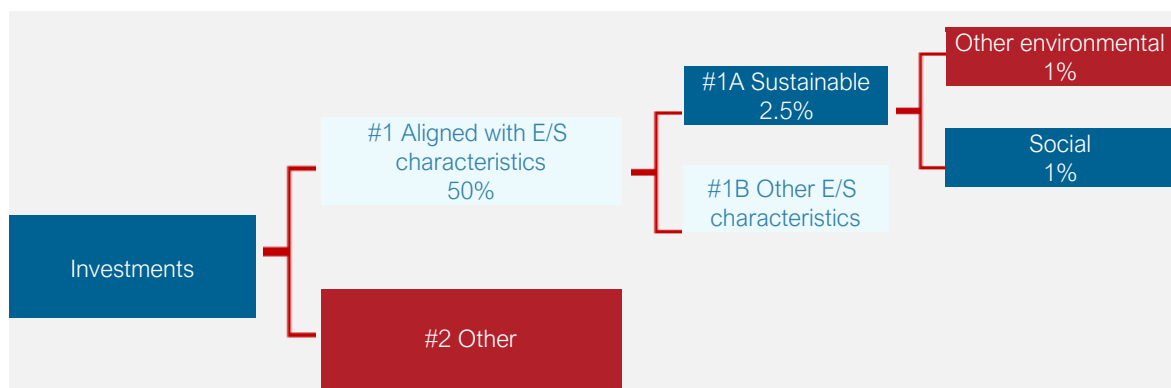 Investments
#1 Aligned with E/S
characteristics
50%
#2 Other
#1A Sustainable
2.5%
#1B Other E/S
characteristics
Other environmental
1%
Social
1%